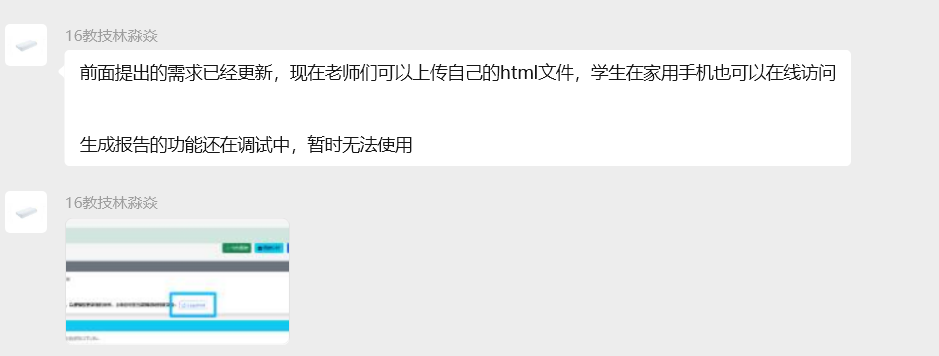 16教技林淼焱
前面提出的需求已经更新，现在老师们可以上传自己的html文件，学生在家用手机也可以在线访问
生成报告的功能还在调试中，暂时无法使用
16教技林淼焱